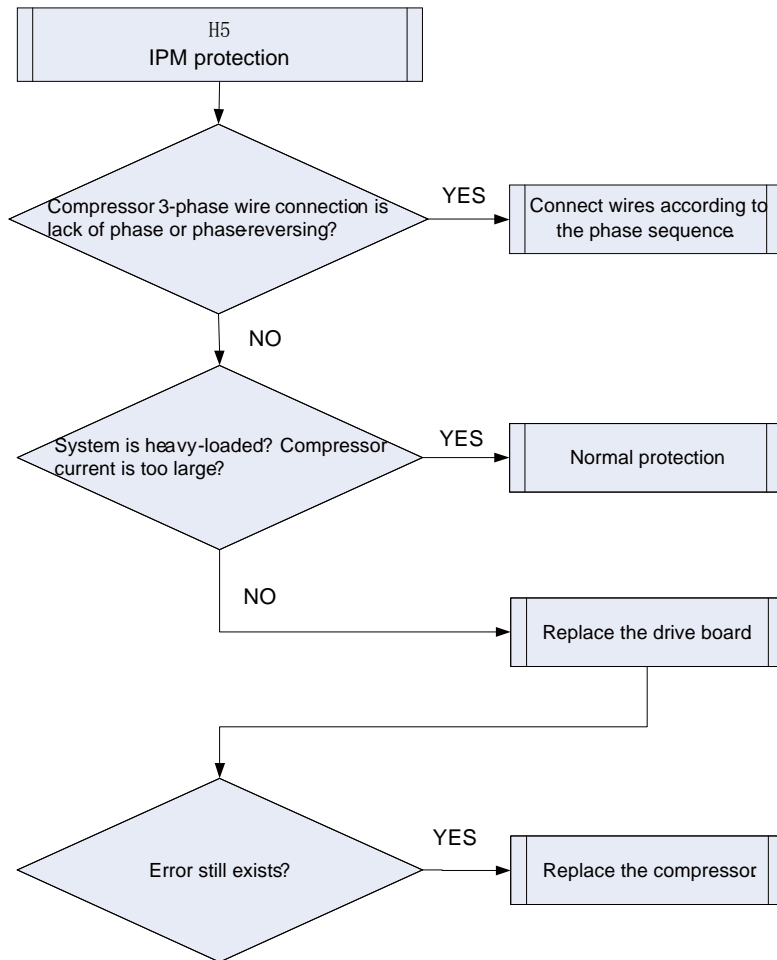 H5
IPM protection
Compressor 3-phase wire connection is
lack of phase or phase-reversing?
YES
Connect wires according to
the phase sequence.
NO
System is heavy-loaded? Compressor
current is too large?
YES
Normal protection
NO
Replace the drive board
Error still exists?
YES
Replace the compressor.